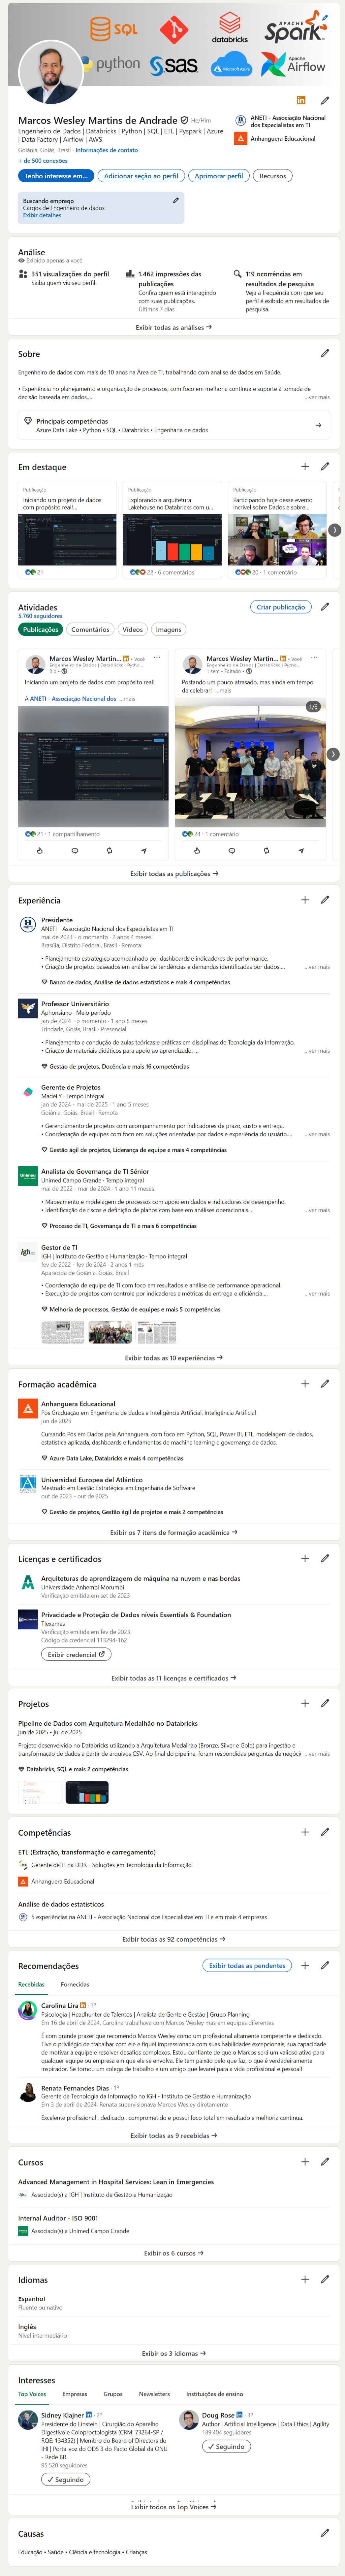 SQL
databricks
APACHE
Spark
python
sas
Microsoft Azure
Apache
Airflow
Marcos Wesley Martins de Andrade He/Him
Engenheiro de Dados | Databricks | Python | SQL | ETL | Pyspark | Azure
| Data Factory | Airflow | AWS
Goiânia, Goiás, Brasil · Informações de contato
+ de 500 conexões
ANETI - Associação Nacional
dos Especialistas em TI
Anhanguera Educacional
Tenho interesse em...
Adicionar seção ao perfil
Aprimorar perfil
Recursos
Buscando emprego
Cargos de Engenheiro de dados
Exibir detalhes
Análise
Exibido apenas a você
351 visualizações do perfil
Saiba quem viu seu perfil.
1.462 impressões das
publicações
Confira quem está interagindo
com suas publicações.
Últimos 7 dias
119 ocorrências em
resultados de pesquisa
Veja a frequência com que seu
perfil é exibido em resultados de
pesquisa.
Exibir todas as análises →
Sobre
Engenheiro de dados com mais de 10 anos na Área de TI, trabalhando com analise de dados em Saúde.
• Experiência no planejamento e organização de processos, com foco em melhoria contínua e suporte à tomada de
decisão baseada em dados.... ...ver mais
Principais competências
Azure Data Lake • Python • SQL • Databricks • Engenharia de dados
Em destaque
Publicação
Iniciando um projeto de dados
com propósito real!...
21
Publicação
Explorando a arquitetura
Lakehouse no Databricks com u...
22 · 6 comentários
Publicação
Participando hoje desse evento
incrível sobre Dados e sobre...
20 · 1 comentário
Atividades
5.760 seguidores
Criar publicação
Publicações
Comentários
Vídeos
Imagens
Marcos Wesley Martin... • Você
Engenheiro de Dados | Databricks | Pytho...
Iniciando um projeto de dados com propósito real!
A ANETI - Associação Nacional dos ...mais
21 · 1 compartilhamento
Marcos Wesley Martin... • Você
Engenheiro de Dados | Databricks | Pytho...
1 sem • Editado •
Postando um pouco atrasado, mas ainda em tempo
de celebrar! ...mais
1/6
24 · 1 comentário
Exibir todas as publicações →
Experiência
Presidente
ANETI - Associação Nacional dos Especialistas em TI
mai de 2023 - o momento · 2 anos 4 meses
Brasília, Distrito Federal, Brasil · Remota
• Planejamento estratégico acompanhado por dashboards e indicadores de performance.
• Criação de projetos baseados em análise de tendências e demandas identificadas por dados.... ...ver mais
Banco de dados, Análise de dados estatísticos e mais 4 competências
Professor Universitário
Aphonsiano · Meio período
jan de 2024 - o momento · 1 ano 8 meses
Trindade, Goiás, Brasil · Presencial
• Planejamento e condução de aulas teóricas e práticas em disciplinas de Tecnologia da Informação.
• Criação de materiais didáticos para apoio ao aprendizado. ... ...ver mais
Gestão de projetos, Docência e mais 16 competências
Gerente de Projetos
MadeFY · Tempo integral
jan de 2024 - mai de 2025 · 1 ano 5 meses
Goiânia, Goiás, Brasil · Remota
• Gerenciamento de projetos com acompanhamento por indicadores de prazo, custo e entrega.
• Coordenação de equipes com foco em soluções orientadas por dados e experiência do usuário.... ...ver mais
Gestão ágil de projetos, Liderança de equipe e mais 4 competências
Analista de Governança de TI Sênior
Unimed Campo Grande · Tempo integral
mai de 2022 - mar de 2024 · 1 ano 11 meses
• Mapeamento e modelagem de processos com apoio em dados e indicadores de desempenho.
• Identificação de riscos e definição de planos com base em análises operacionais.... ...ver mais
Processo de TI, Governança de TI e mais 6 competências
igh
Gestor de TI
IGH | Instituto de Gestão e Humanização · Tempo integral
fev de 2022 - fev de 2024 · 2 anos 1 mês
Aparecida de Goiânia, Goiás, Brasil
• Coordenação de equipe de TI com foco em resultados e análise de performance operacional.
• Execução de projetos com controle por indicadores e métricas de entrega e eficiência.... ...ver mais
Melhoria de processos, Gestão de equipes e mais 5 competências
Exibir todas as 10 experiências →
Formação acadêmica
Anhanguera Educacional
Pós Graduação em Engenharia de dados e Inteligência Artificial, Inteligência Artificial
jun de 2025
Cursando Pós em Dados pela Anhanguera, com foco em Python, SQL, Power BI, ETL, modelagem de dados,
estatística aplicada, dashboards e fundamentos de machine learning e governança de dados.
Azure Data Lake, Databricks e mais 4 competências
Universidad Europea del Atlántico
Mestrado em Gestão Estratégica em Engenharia de Software
out de 2023 - out de 2025
Gestão de projetos, Gestão ágil de projetos e mais 2 competências
Exibir os 7 itens de formação acadêmica →
Licenças e certificados
Arquiteturas de aprendizagem de máquina na nuvem e nas bordas
Universidade Anhembi Morumbi
Verificação emitida em set de 2023
Privacidade e Proteção de Dados níveis Essentials & Foundation
TIexames
Verificação emitida em fev de 2023
Código da credencial 113294-162
Exibir credencial
Exibir todas as 11 licenças e certificados →
Projetos
Pipeline de Dados com Arquitetura Medalhão no Databricks
jun de 2025 - jul de 2025
Projeto desenvolvido no Databricks utilizando a Arquitetura Medalhão (Bronze, Silver e Gold) para ingestão e
transformação de dados a partir de arquivos CSV. Ao final do pipeline, foram respondidas perguntas de negóci ...ver mais
Databricks, SQL e mais 2 competências
Competências
ETL (Extração, transformação e carregamento)
Gerente de TI na DDR - Soluções em Tecnologia da Informação
Anhanguera Educacional
Análise de dados estatísticos
5 experiências na ANETI - Associação Nacional dos Especialistas em TI e em mais 4 empresas
Exibir todas as 92 competências →
Recomendações
Exibir todas as pendentes
Recebidas
Fornecidas
Carolina Lira · 1º
Psicologia | Headhunter de Talentos | Analista de Gente e Gestão | Grupo Planning
Em 16 de abril de 2024, Carolina trabalhava com Marcos Wesley mas em equipes diferentes
É com grande prazer que recomendo Marcos Wesley como um profissional altamente competente e dedicado.
Tive o privilégio de trabalhar com ele e fiquei impressionada com suas habilidades excepcionais, sua capacidade
de motivar a equipe e resolver desafios complexos. Estou confiante de que ele será um ativo valioso para
qualquer equipe ou empresa em que ele se envolva. Ele tem paixão pelo que faz, o que é verdadeiramente
inspirador. Se tornou um colega de trabalho e um amigo que levarei para a vida profissional e pessoal!
Renata Fernandes Dias · 1º
Gerente de Tecnologia da Informação no IGH - Instituto de Gestão e Humanização
Em 3 de abril de 2024, Renata supervisionava Marcos Wesley diretamente
Excelente profissional , dedicado , comprometido e possui foco total em resultado e melhoria continua.
Exibir todas as 9 recebidas →
Cursos
Advanced Management in Hospital Services: Lean in Emergencies
Associado(s) a IGH | Instituto de Gestão e Humanização
Internal Auditor - ISO 9001
Associado(s) a Unimed Campo Grande
Exibir os 6 cursos →
Idiomas
Espanhol
Fluente ou nativo
Inglês
Nível intermediário
Exibir os 3 idiomas →
Interesses
Top Voices
Empresas
Grupos
Newsletters
Instituições de ensino
Sidney Klajner · 2º
Presidente do Einstein | Cirurgião do Aparelho
Digestivo e Coloproctologista (CRM: 73264-SP /
RQE: 134352) | Membro do Board of Directors do
IHI | Porta-voz do ODS 3 do Pacto Global da ONU
- Rede BR
95.520 seguidores
Seguindo
Doug Rose · 3º
Author | Artificial Intelligence | Data Ethics | Agility
189.404 seguidores
Seguindo
Exibir todos os Top Voices →
Causas
Educação • Saúde • Ciência e tecnologia • Crianças